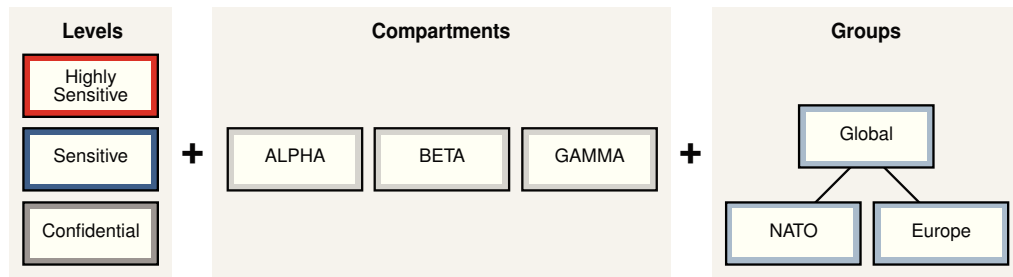 Levels
Highly
Sensitive
Sensitive
Confidential
+
Compartments
ALPHA
BETA
GAMMA
+
Groups
Global
NATO
Europe